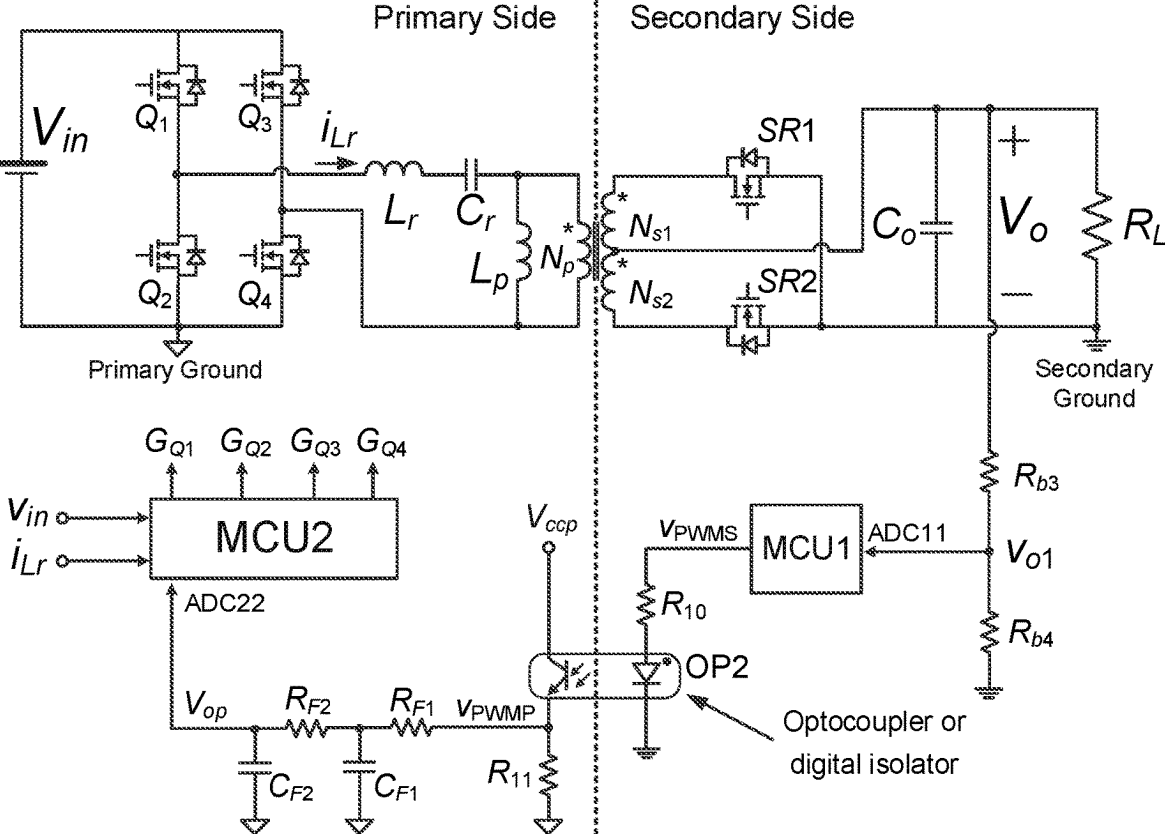 Primary Side
Secondary Side
Vin
Q1
Q3
iLr
Lr
Cr
Lp
Np
*
Q2
Q4
Primary Ground
SR1
*
Ns1
*
Ns2
SR2
Co
+
Vo
−
RL
Secondary
Ground
GQ1
GQ2
GQ3
GQ4
vin
iLr
MCU2
ADC22
Vccp
vPWMS
MCU1
ADC11
Rb3
vo1
Rb4
R10
OP2
Optocoupler or
digital isolator
Vop
RF2
RF1
vPWMP
CF2
CF1
R11